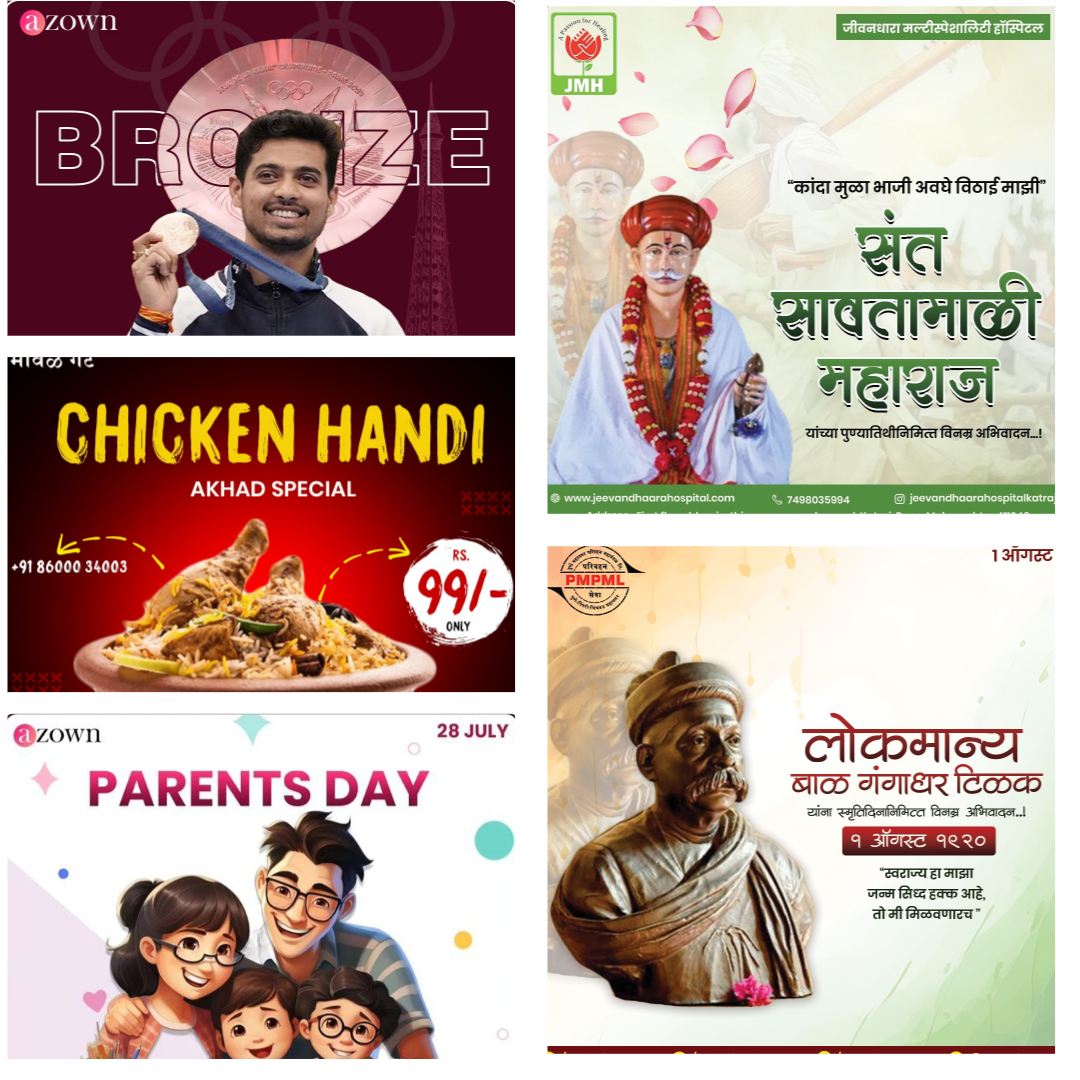 azown
BRONZE
मावळ गेट
CHICKEN HANDI
AKHAD SPECIAL
+91 86000 34003
RS.
99/-
ONLY
azown
28 JULY
PARENTS DAY
A Passion for Healing
JMH
जीवनधारा मल्टीस्पेशालिटी हॉस्पिटल
“कांदा मुळा भाजी अवघे विठाई माझी”
संत
सावतामाळी
महाराज
यांच्या पुण्यातिथीनिमित्त विनम्र अभिवादन...!
www.jeevandhaarahospital.com
7498035994
jeevandhaarahospitalkatraj
परिवहन
PMPML
सेवा
1 ऑगस्ट
लोकमान्य
बाळ गंगाधर टिळक
यांना स्मृतिदिनानिमित्त विनम्र अभिवादन..!
१ ऑगस्ट १९२०
“स्वराज्य हा माझा
जन्म सिध्द हक्क आहे,
तो मी मिळवणारच ”